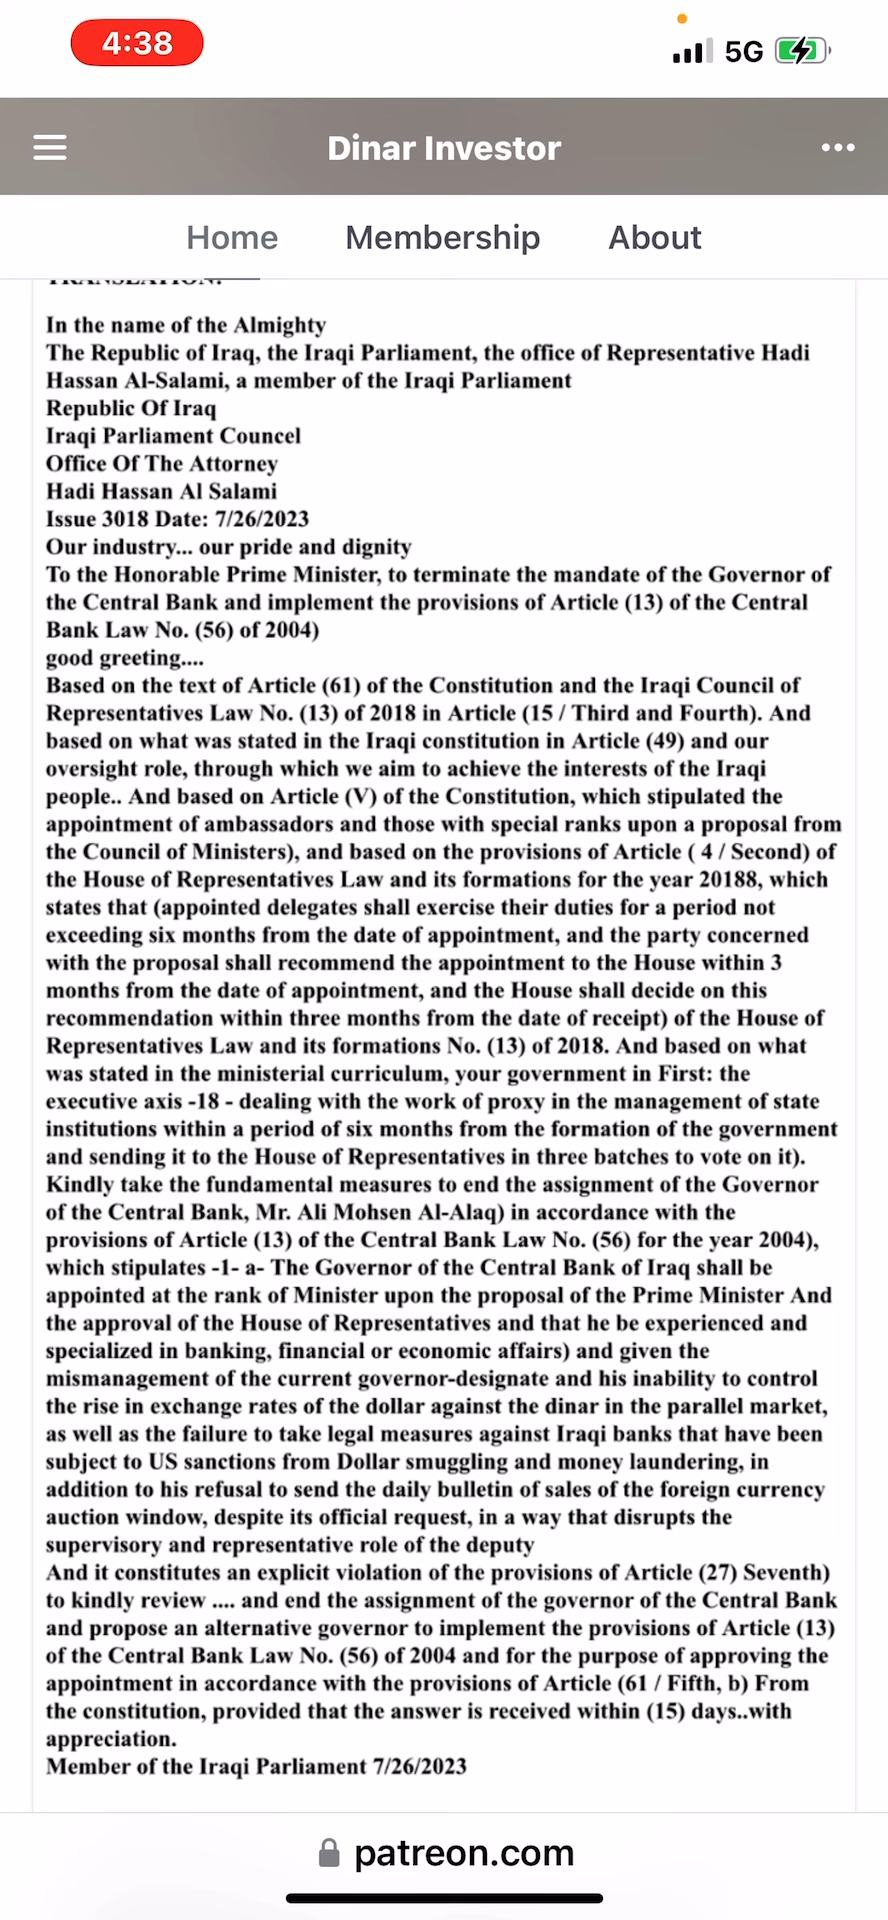 4:38
5G
Dinar Investor
Home Membership About
TRANSLATION:
In the name of the Almighty
The Republic of Iraq, the Iraqi Parliament, the office of Representative Hadi
Hassan Al-Salami, a member of the Iraqi Parliament
Republic Of Iraq
Iraqi Parliament Councel
Office Of The Attorney
Hadi Hassan Al Salami
Issue 3018 Date: 7/26/2023
Our industry... our pride and dignity
To the Honorable Prime Minister, to terminate the mandate of the Governor of
the Central Bank and implement the provisions of Article (13) of the Central
Bank Law No. (56) of 2004)
good greeting....
Based on the text of Article (61) of the Constitution and the Iraqi Council of
Representatives Law No. (13) of 2018 in Article (15 / Third and Fourth). And
based on what was stated in the Iraqi constitution in Article (49) and our
oversight role, through which we aim to achieve the interests of the Iraqi
people.. And based on Article (V) of the Constitution, which stipulated the
appointment of ambassadors and those with special ranks upon a proposal from
the Council of Ministers), and based on the provisions of Article ( 4 / Second) of
the House of Representatives Law and its formations for the year 20188, which
states that (appointed delegates shall exercise their duties for a period not
exceeding six months from the date of appointment, and the party concerned
with the proposal shall recommend the appointment to the House within 3
months from the date of appointment, and the House shall decide on this
recommendation within three months from the date of receipt) of the House of
Representatives Law and its formations No. (13) of 2018. And based on what
was stated in the ministerial curriculum, your government in First: the
executive axis -18 - dealing with the work of proxy in the management of state
institutions within a period of six months from the formation of the government
and sending it to the House of Representatives in three batches to vote on it).
Kindly take the fundamental measures to end the assignment of the Governor
of the Central Bank, Mr. Ali Mohsen Al-Alaq) in accordance with the
provisions of Article (13) of the Central Bank Law No. (56) for the year 2004),
which stipulates -1- a- The Governor of the Central Bank of Iraq shall be
appointed at the rank of Minister upon the proposal of the Prime Minister And
the approval of the House of Representatives and that he be experienced and
specialized in banking, financial or economic affairs) and given the
mismanagement of the current governor-designate and his inability to control
the rise in exchange rates of the dollar against the dinar in the parallel market,
as well as the failure to take legal measures against Iraqi banks that have been
subject to US sanctions from Dollar smuggling and money laundering, in
addition to his refusal to send the daily bulletin of sales of the foreign currency
auction window, despite its official request, in a way that disrupts the
supervisory and representative role of the deputy
And it constitutes an explicit violation of the provisions of Article (27) Seventh)
to kindly review .... and end the assignment of the governor of the Central Bank
and propose an alternative governor to implement the provisions of Article (13)
of the Central Bank Law No. (56) of 2004 and for the purpose of approving the
appointment in accordance with the provisions of Article (61 / Fifth, b) From
the constitution, provided that the answer is received within (15) days..with
appreciation.
Member of the Iraqi Parliament 7/26/2023
patreon.com